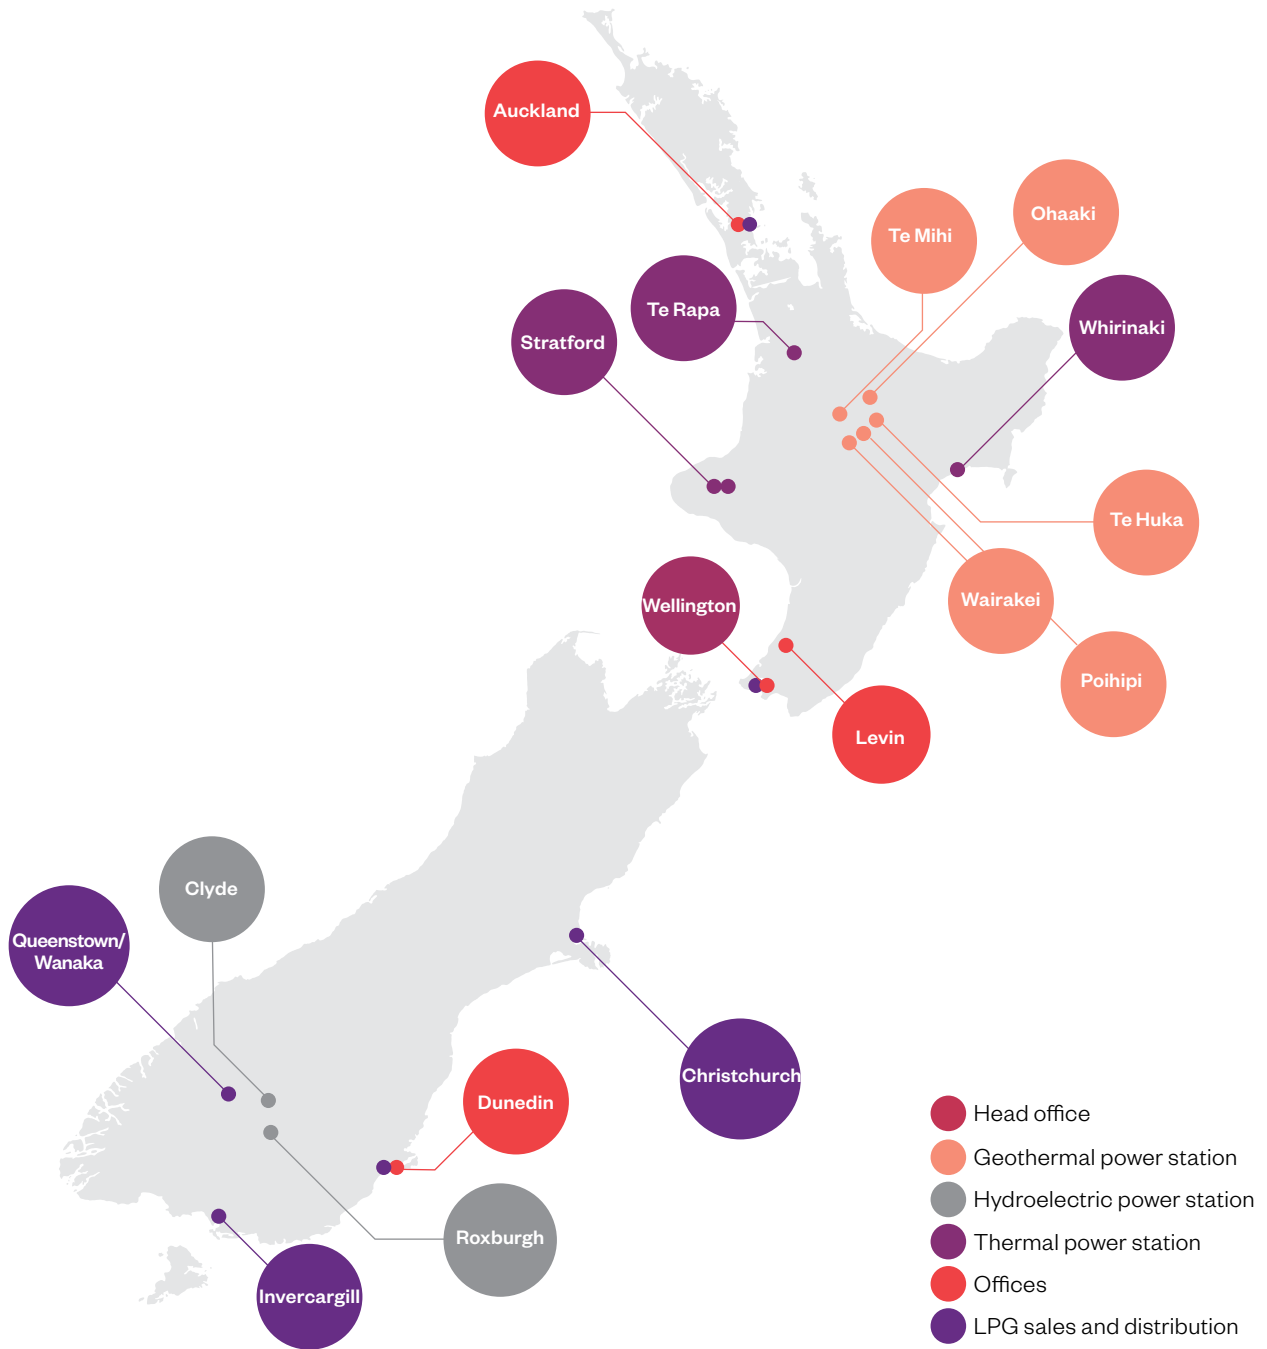 Auckland
Ohaaki
Te Mihi
Te Rapa
Whirinaki
Stratford
Te Huka
Wairakei
Wellington
Poihipi
Levin
Clyde
Queenstown/
Wanaka
Christchurch
Dunedin
Roxburgh
Invercargill
Head office
Geothermal power station
Hydroelectric power station
Thermal power station
Offices
LPG sales and distribution